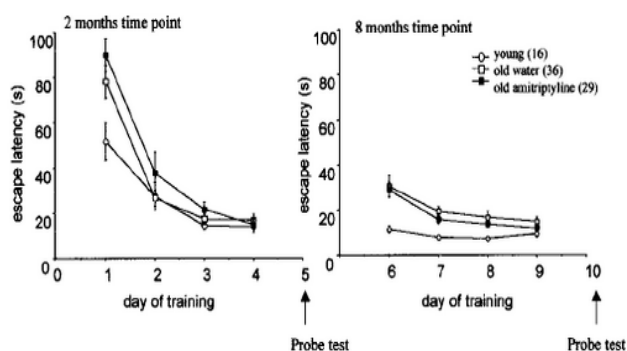 2 months time point
100
80
60
40
20
0
escape latency (s)
0 1 2 3 4 5
day of training
Probe test
8 months time point
young (16)
old water (36)
old amitriptyline (29)
100
80
60
40
20
0
escape latency (s)
6 7 8 9 10
day of training
Probe test